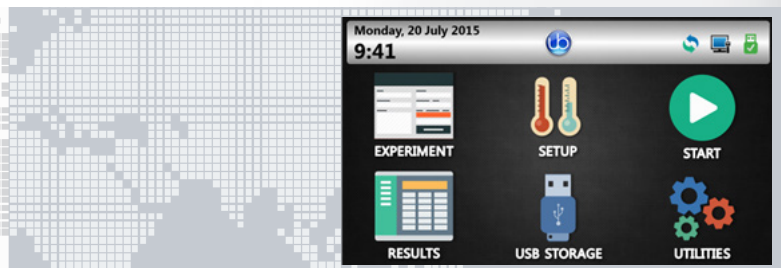 Monday, 20 July 2015
9:41
EXPERIMENT
SETUP
START
RESULTS
USB STORAGE
UTILITIES